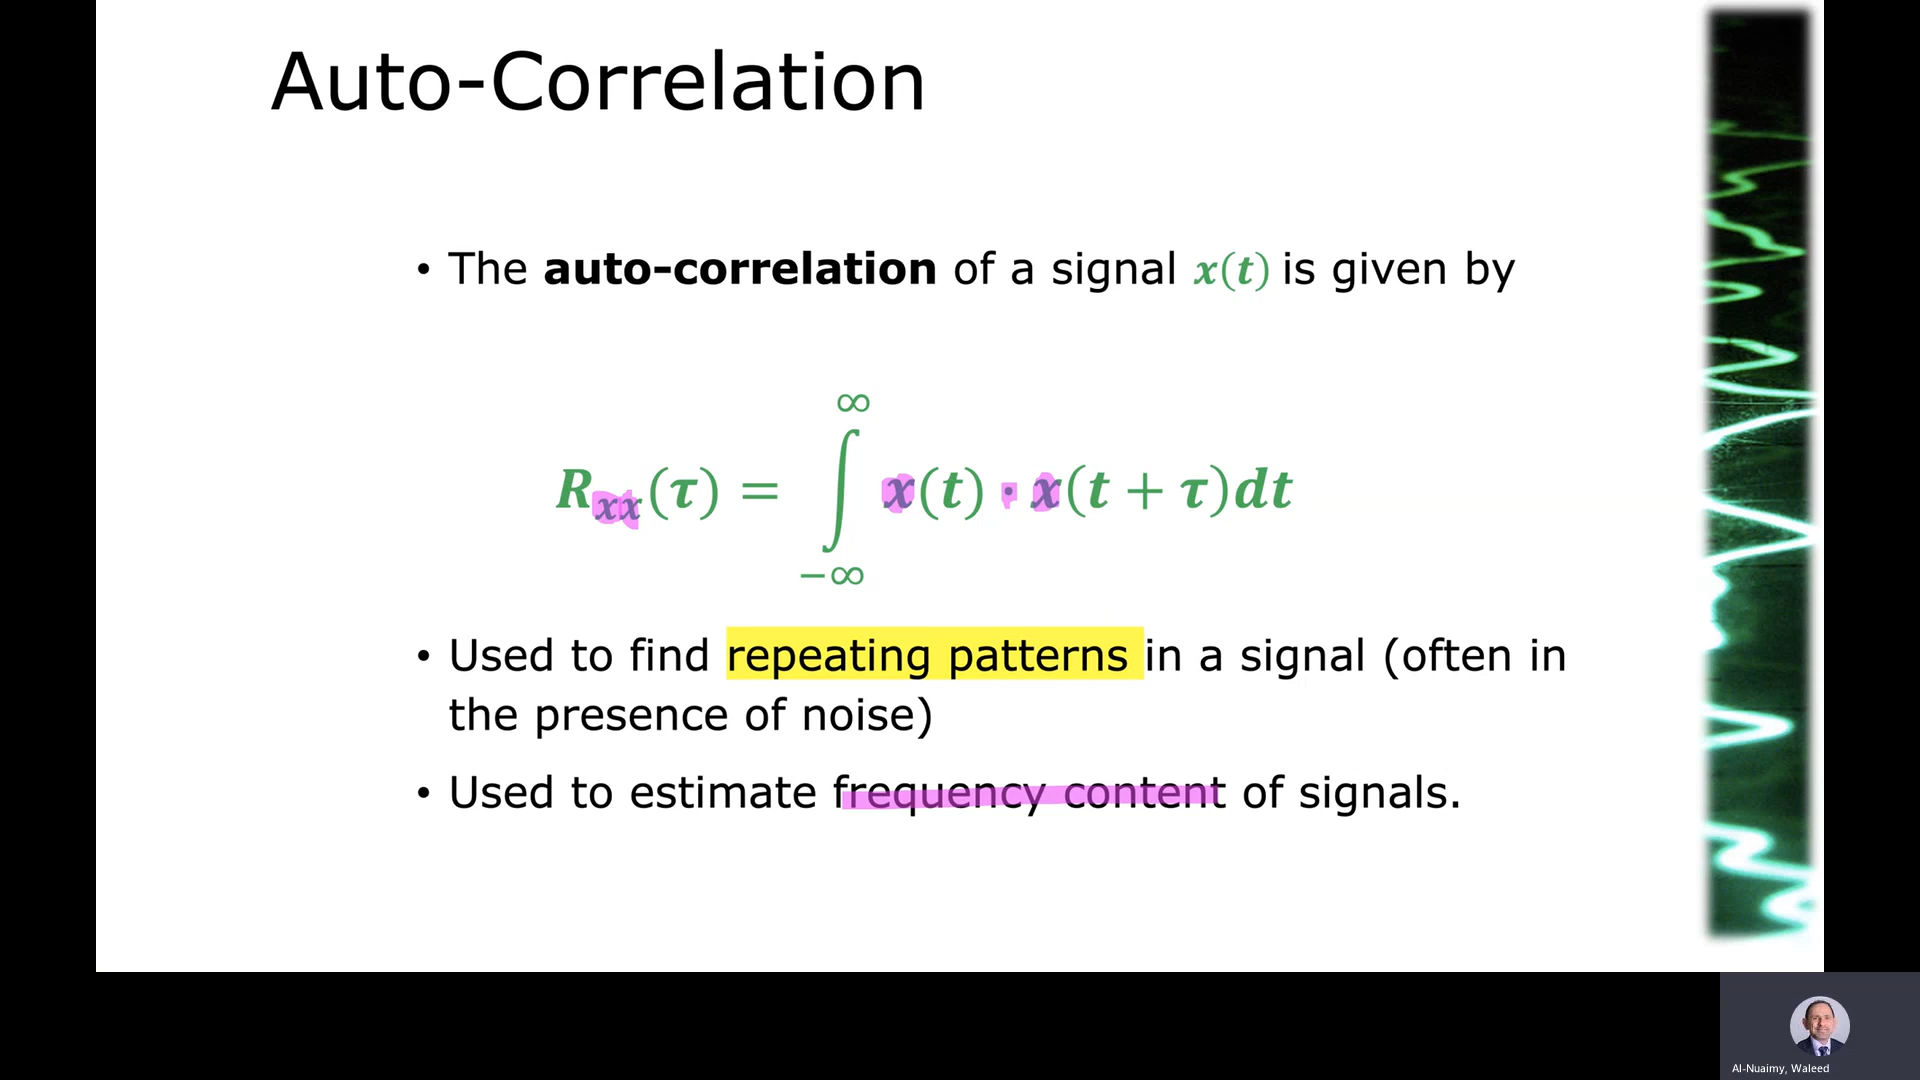 Auto-Correlation
• The auto-correlation of a signal x(t) is given by
∞
R_xx(τ) = ∫ x(t) · x(t + τ)dt
−∞
• Used to find repeating patterns in a signal (often in
the presence of noise)
• Used to estimate frequency content of signals.
Al-Nuaimy, Waleed